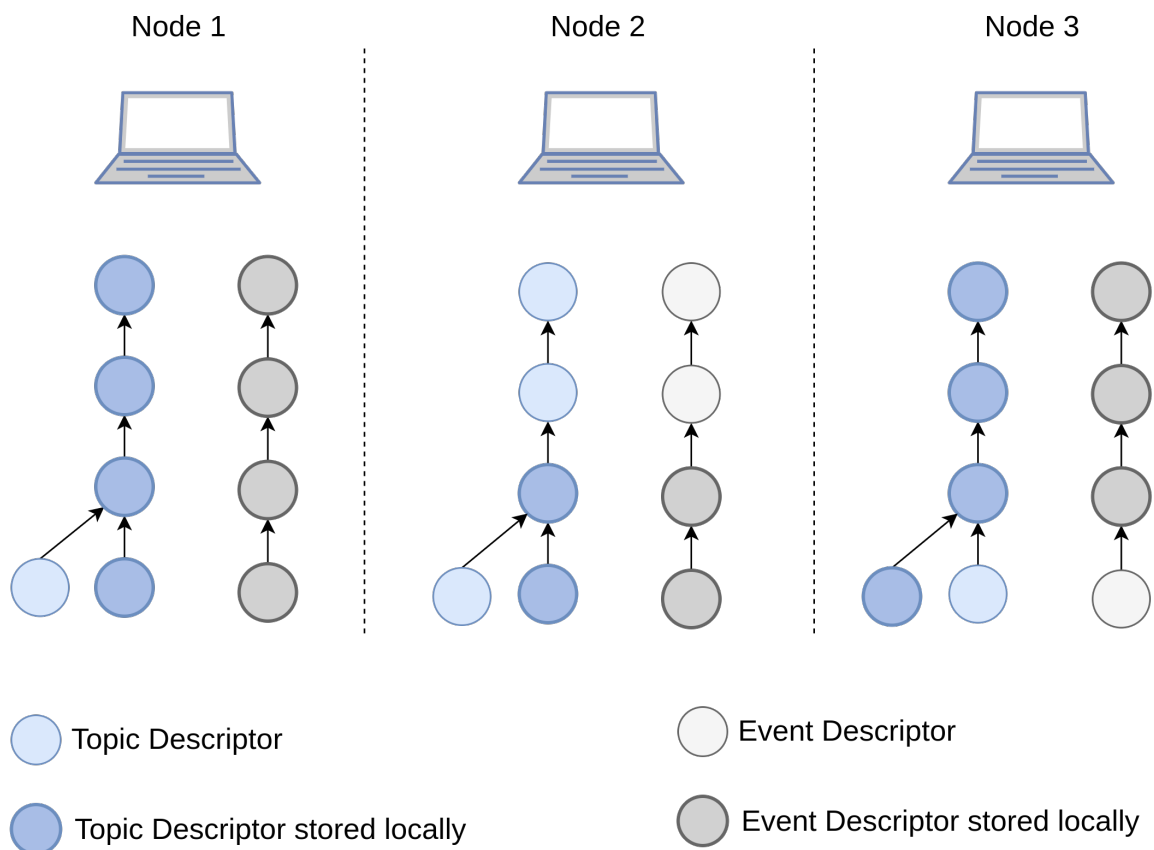 Node 1
Node 2
Node 3
Topic Descriptor
Event Descriptor
Topic Descriptor stored locally
Event Descriptor stored locally